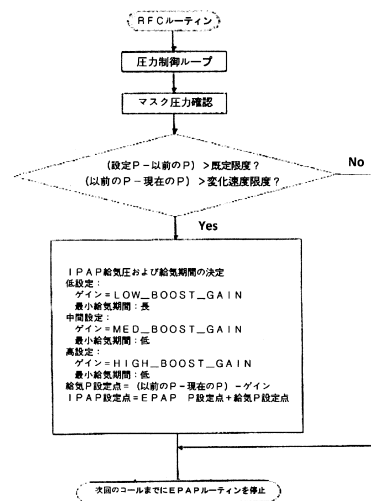 RFCルーティン
圧力制御ループ
マスク圧力確認
(設定P－以前のP)＞既定限度?
(以前のP－現在のP)＞変化速度限度?
No
Yes
IPAP給気圧および給気期間の決定
低設定:
ゲイン=LOW_BOOST_GAIN
最小給気期間:長
中間設定:
ゲイン=MED_BOOST_GAIN
最小給気期間:低
高設定:
ゲイン=HIGH_BOOST_GAIN
最小給気期間:低
給気P設定点=(以前のP－現在のP)－ゲイン
IPAP設定点=EPAP P設定点+給気P設定点
次回のコールまでにEPAPルーティンを停止